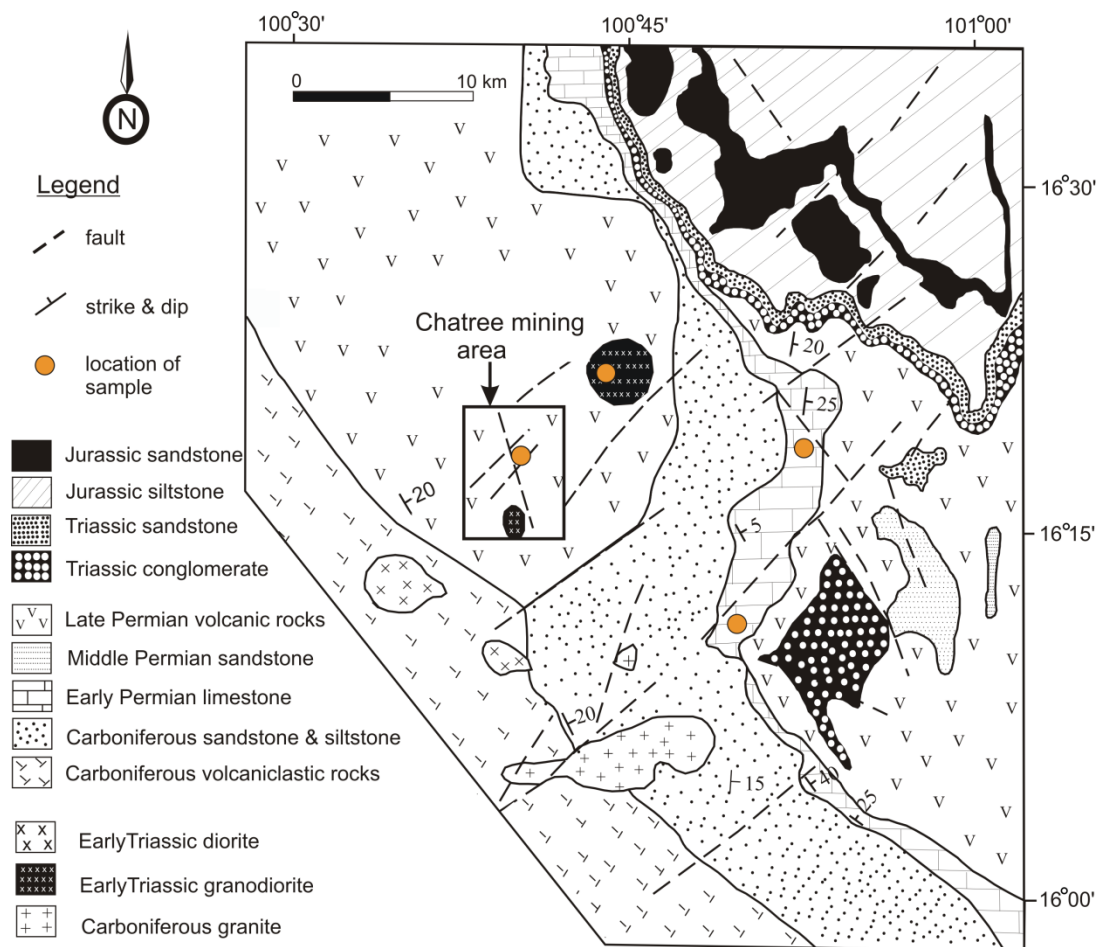 100°30'
100°45'
101°00'
0
10 km
N
Legend
fault
strike & dip
location of
sample
Jurassic sandstone
Jurassic siltstone
Triassic sandstone
Triassic conglomerate
Late Permian volcanic rocks
Middle Permian sandstone
Early Permian limestone
Carboniferous sandstone & siltstone
Carboniferous volcaniclastic rocks
EarlyTriassic diorite
EarlyTriassic granodiorite
Carboniferous granite
Chatree mining
area
16°30'
16°15'
16°00'
20
25
20
5
20
15
40
25